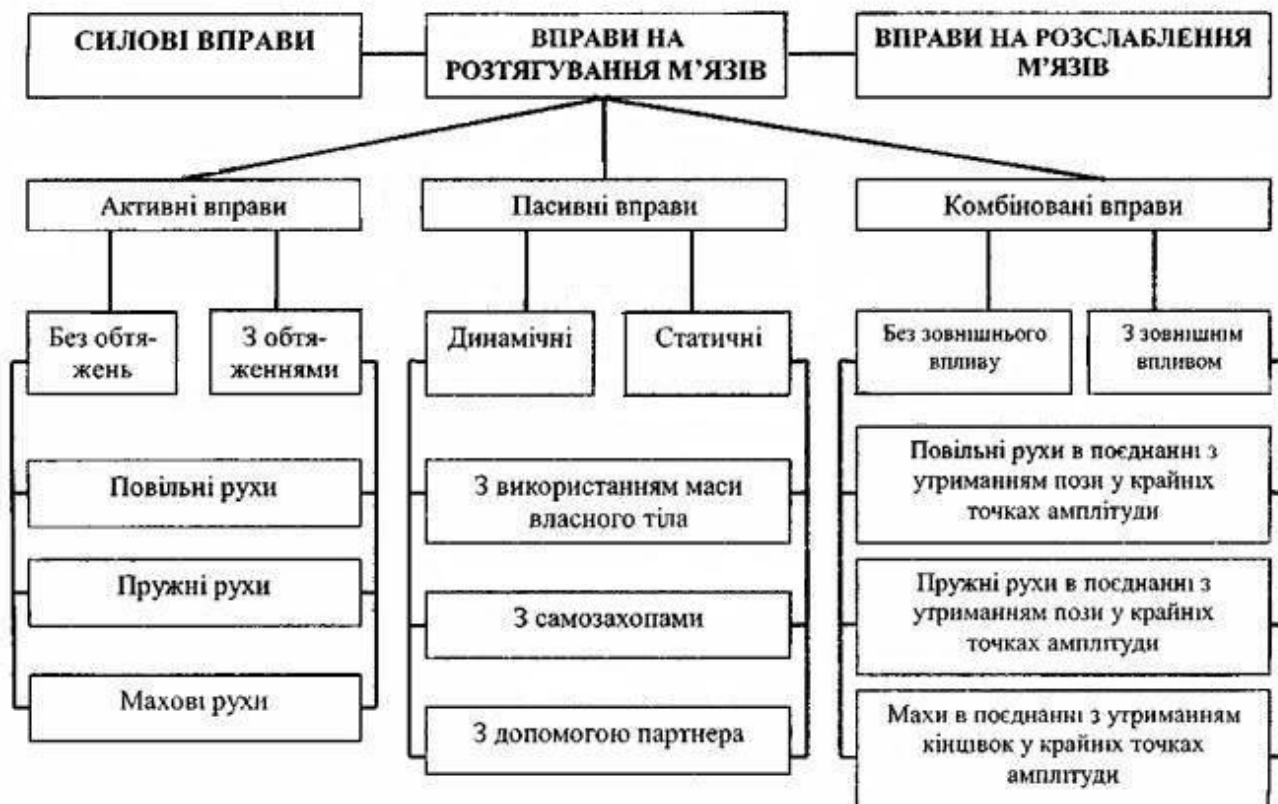 СИЛОВІ ВПРАВИ
ВПРАВИ НА
РОЗТЯГУВАННЯ М’ЯЗІВ
ВПРАВИ НА РОЗСЛАБЛЕННЯ
М’ЯЗІВ
Активні вправи
Пасивні вправи
Комбіновані вправи
Без обтя-
жень
З обтя-
женнями
Динамічні
Статичні
Без зовнішнього
впливу
З зовнішнім
впливом
Повільні рухи
Пружні рухи
Махові рухи
З використанням маси
власного тіла
З самозахопами
З допомогою партнера
Повільні рухи в поєднанні з
утриманням пози у крайніх
точках амплітуди
Пружні рухи в поєднанні з
утриманням пози у крайніх
точках амплітуди
Махи в поєднанні з утриманням
кінцівок у крайніх точках
амплітуди